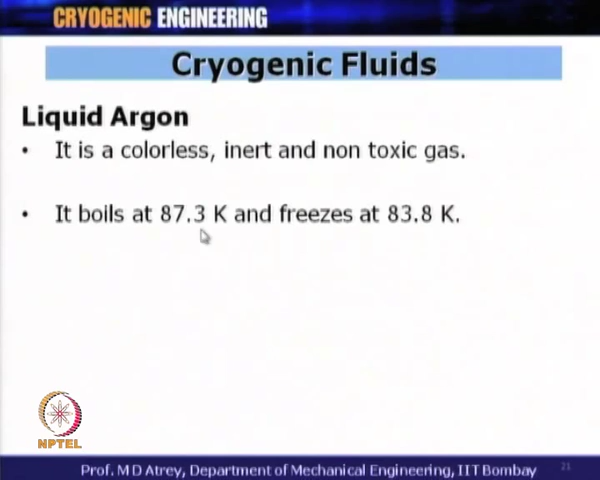 CRYOGENIC ENGINEERING
Cryogenic Fluids
Liquid Argon
• It is a colorless, inert and non toxic gas.
• It boils at 87.3 K and freezes at 83.8 K.
NPTEL
Prof. M D Atrey, Department of Mechanical Engineering, IIT Bombay
21